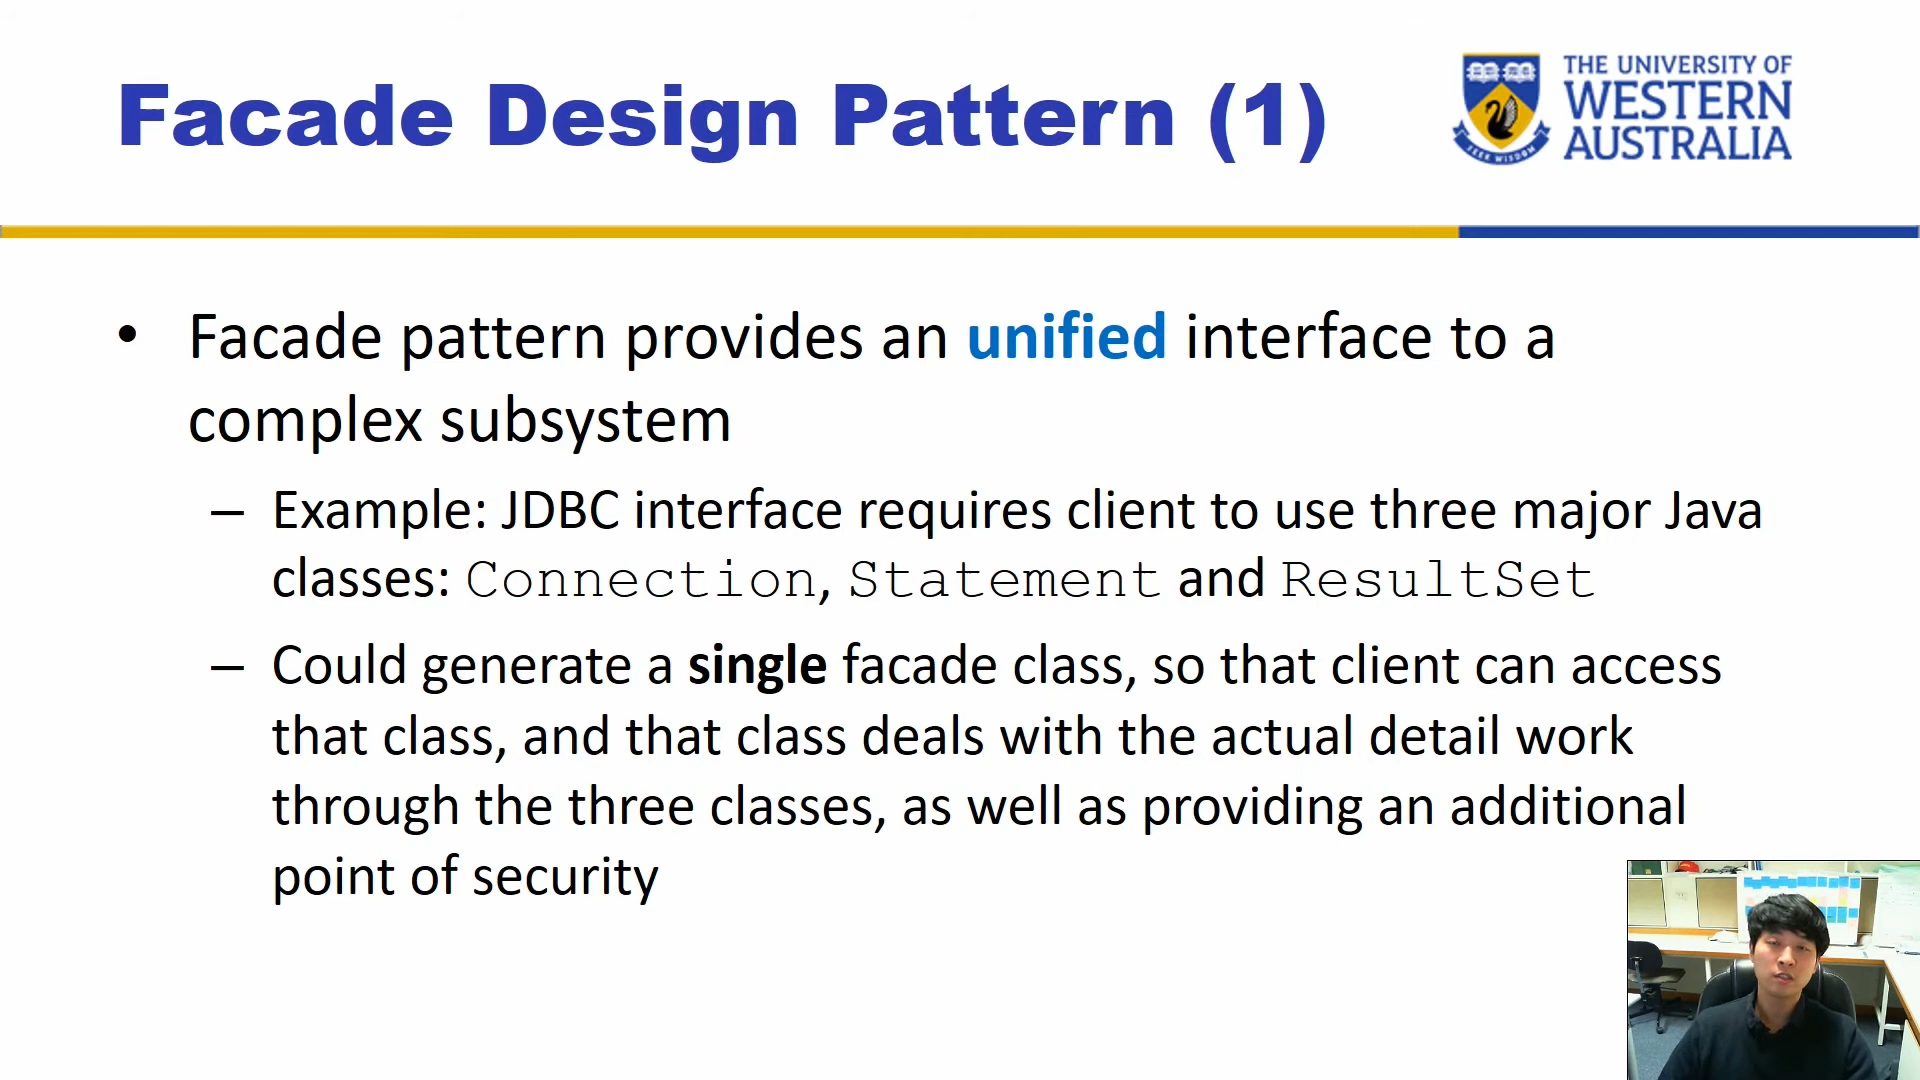 Facade Design Pattern (1)
THE UNIVERSITY OF
WESTERN
AUSTRALIA
SEEK WISDOM
• Facade pattern provides an unified interface to a
complex subsystem
– Example: JDBC interface requires client to use three major Java
classes: Connection, Statement and ResultSet
– Could generate a single facade class, so that client can access
that class, and that class deals with the actual detail work
through the three classes, as well as providing an additional
point of security